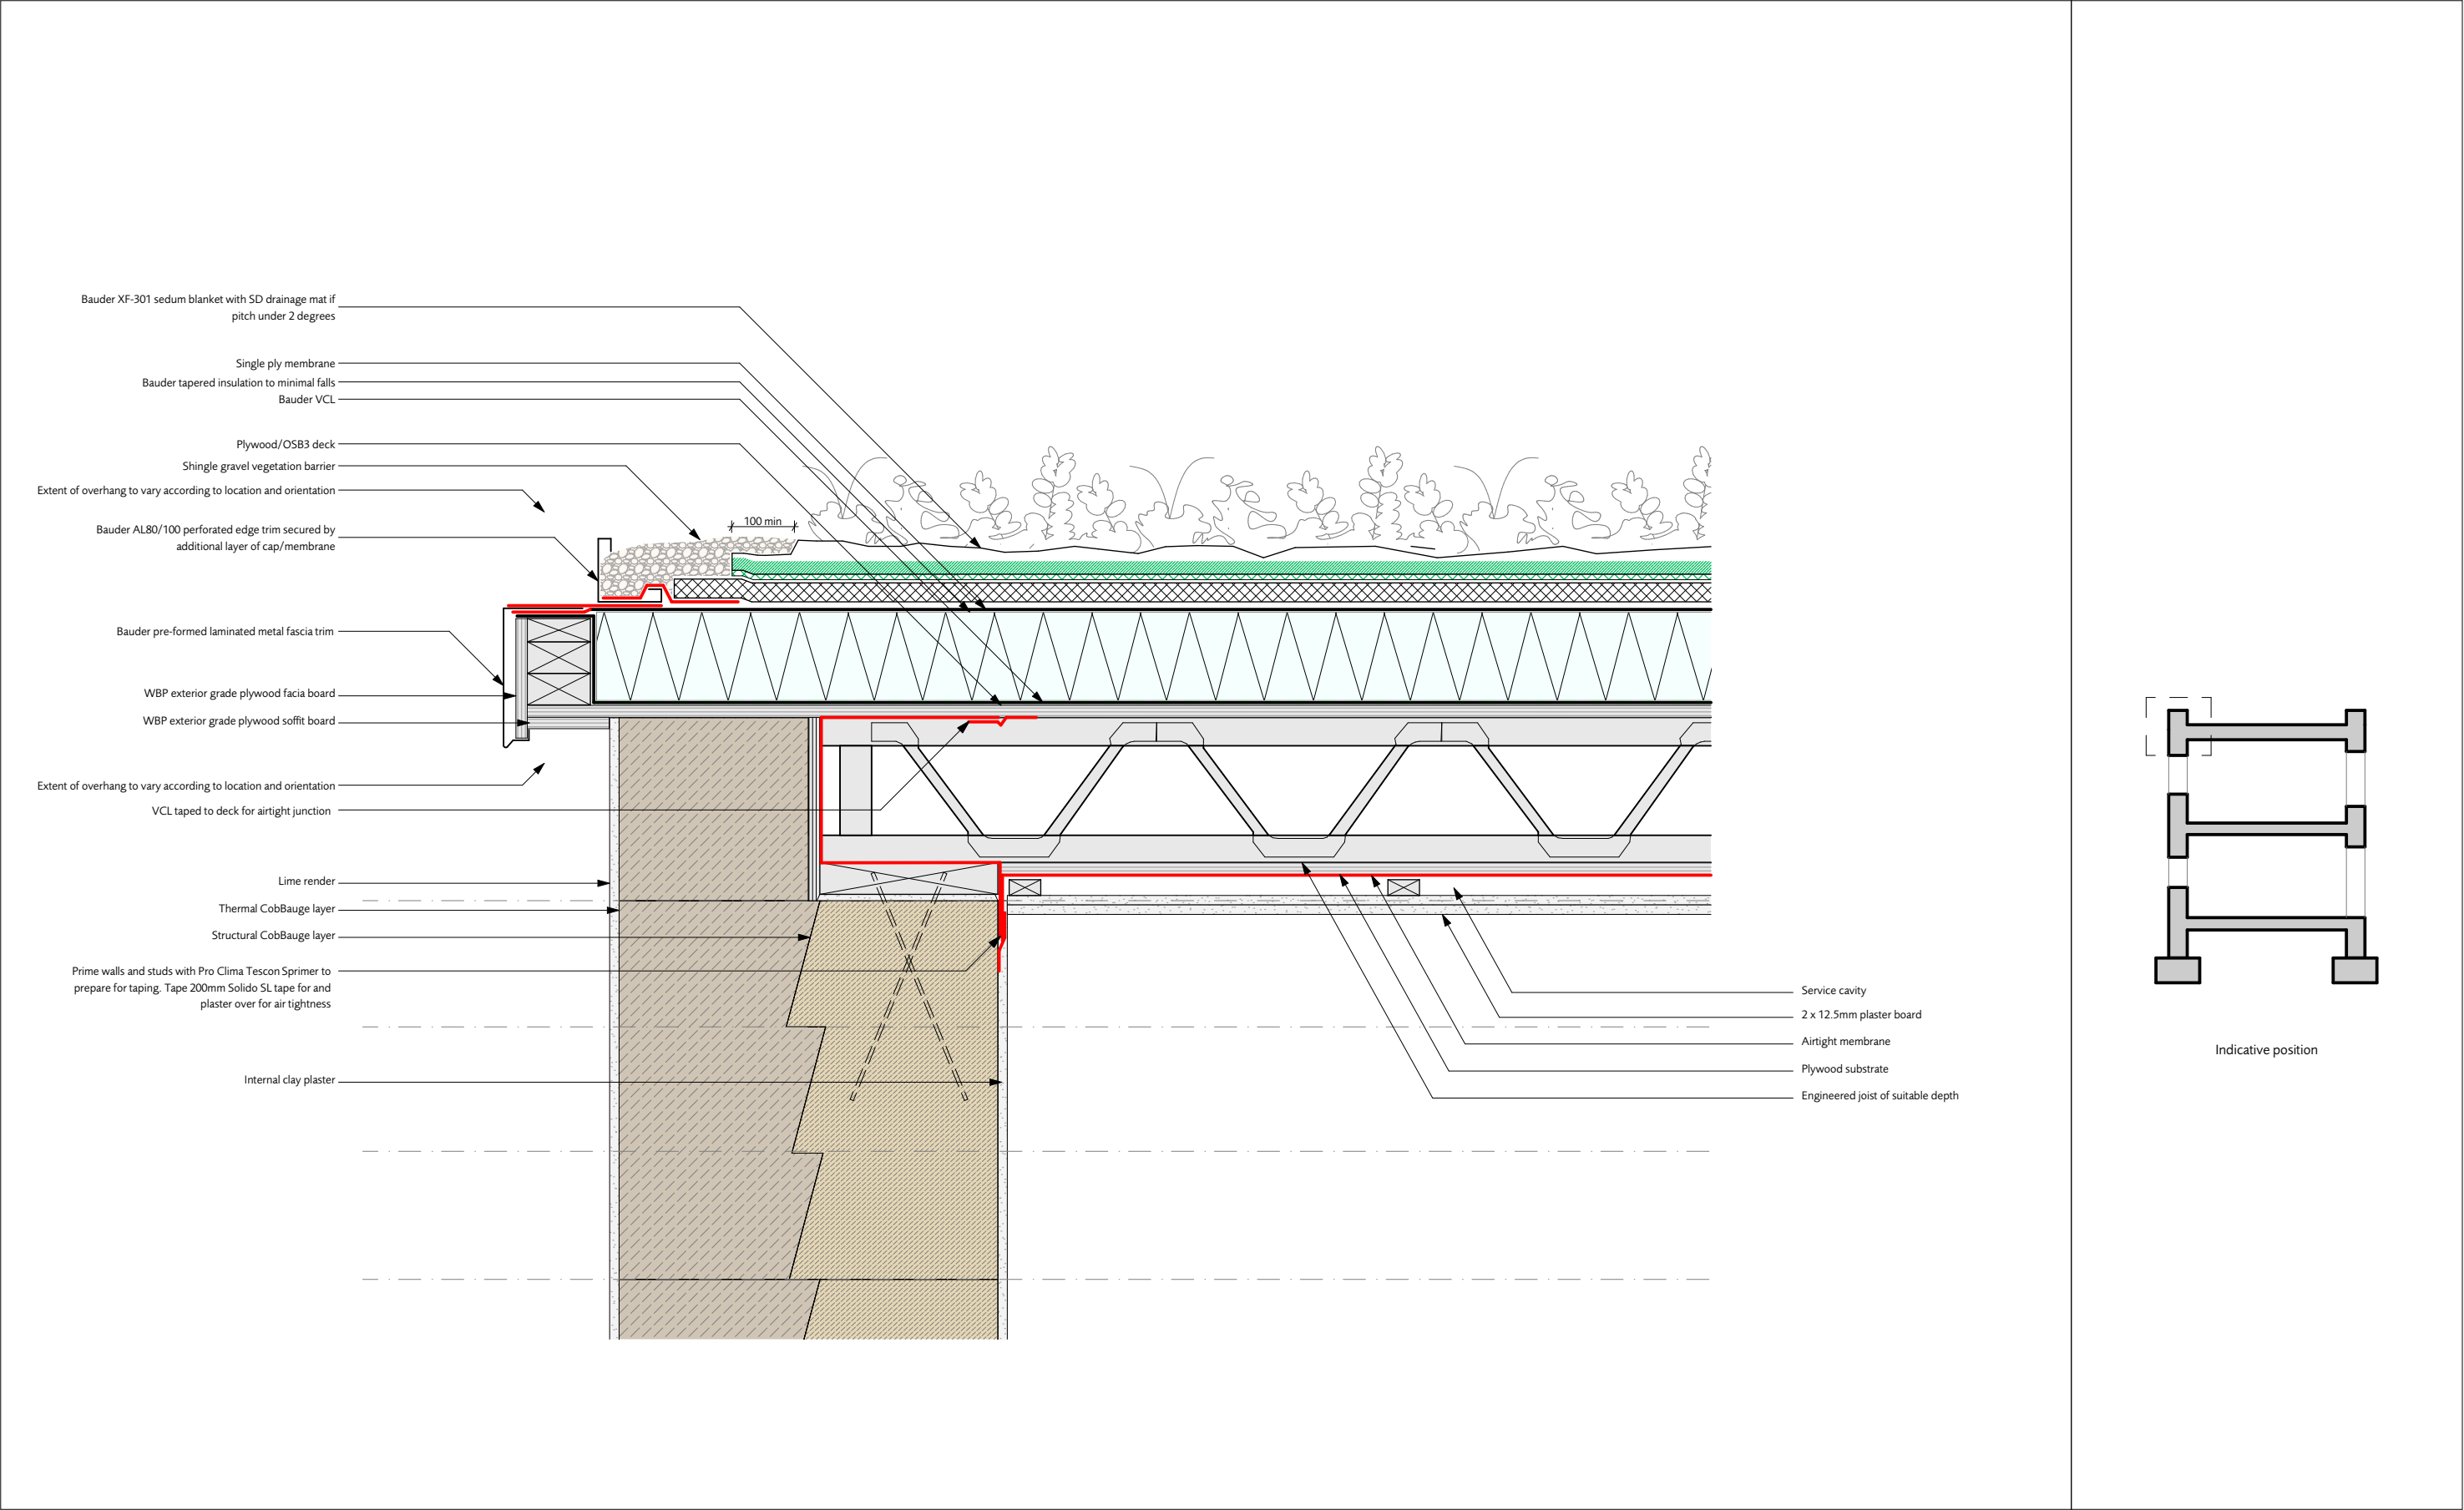 Bauder XF-301 sedum blanket with SD drainage mat if
pitch under 2 degrees
Single ply membrane
Bauder tapered insulation to minimal falls
Bauder VCL
Plywood/OSB3 deck
Shingle gravel vegetation barrier
Extent of overhang to vary according to location and orientation
100 min
Bauder AL80/100 perforated edge trim secured by
additional layer of cap/membrane
Bauder pre-formed laminated metal fascia trim
WBP exterior grade plywood facia board
WBP exterior grade plywood soffit board
Extent of overhang to vary according to location and orientation
VCL taped to deck for airtight junction
Lime render
Thermal CobBauge layer
Structural CobBauge layer
Prime walls and studs with Pro Clima Tescon Sprimer to
prepare for taping. Tape 200mm Solido SL tape for and
plaster over for air tightness
Internal clay plaster
Service cavity
2 x 12.5mm plaster board
Airtight membrane
Plywood substrate
Engineered joist of suitable depth
Indicative position